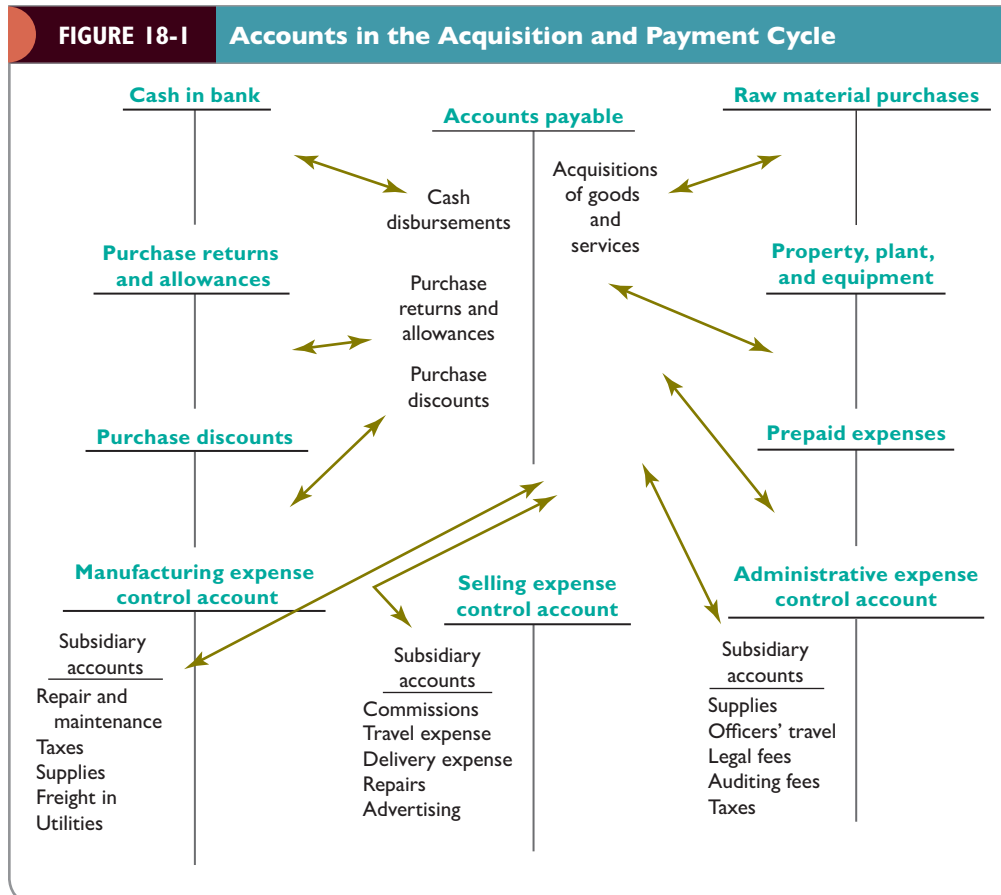 FIGURE 18-1
Accounts in the Acquisition and Payment Cycle
Cash in bank
Accounts payable
Raw material purchases
Cash
disbursements
Acquisitions
of goods
and
services
Purchase returns
and allowances
Purchase
returns and
allowances
Property, plant,
and equipment
Purchase
discounts
Purchase discounts
Prepaid expenses
Manufacturing expense
control account
Subsidiary
accounts
Repair and
maintenance
Taxes
Supplies
Freight in
Utilities
Selling expense
control account
Subsidiary
accounts
Commissions
Travel expense
Delivery expense
Repairs
Advertising
Administrative expense
control account
Subsidiary
accounts
Supplies
Officers' travel
Legal fees
Auditing fees
Taxes